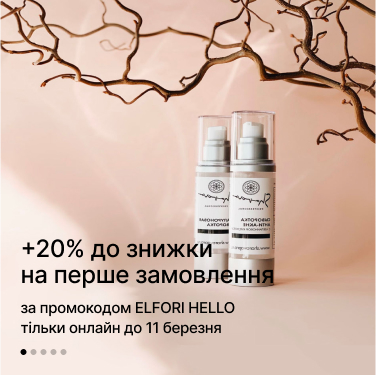 +20% до знижки
на перше замовлення
за промокодом ELFORI HELLO
тільки онлайн до 11 березня